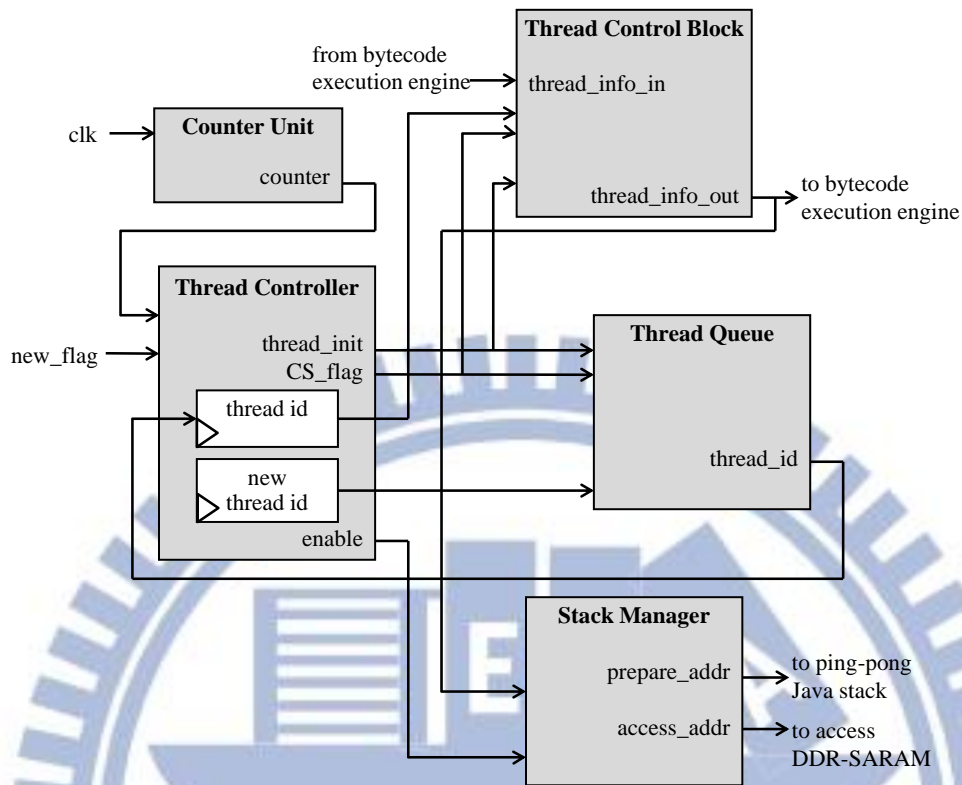 Thread Control Block
from bytecode
execution engine
thread_info_in
clk
Counter Unit
counter
thread_info_out
to bytecode
execution engine
Thread Controller
new_flag
thread_init
CS_flag
thread id
new
thread id
enable
Thread Queue
thread_id
Stack Manager
prepare_addr
to ping-pong
Java stack
access_addr
to access
DDR-SARAM
E